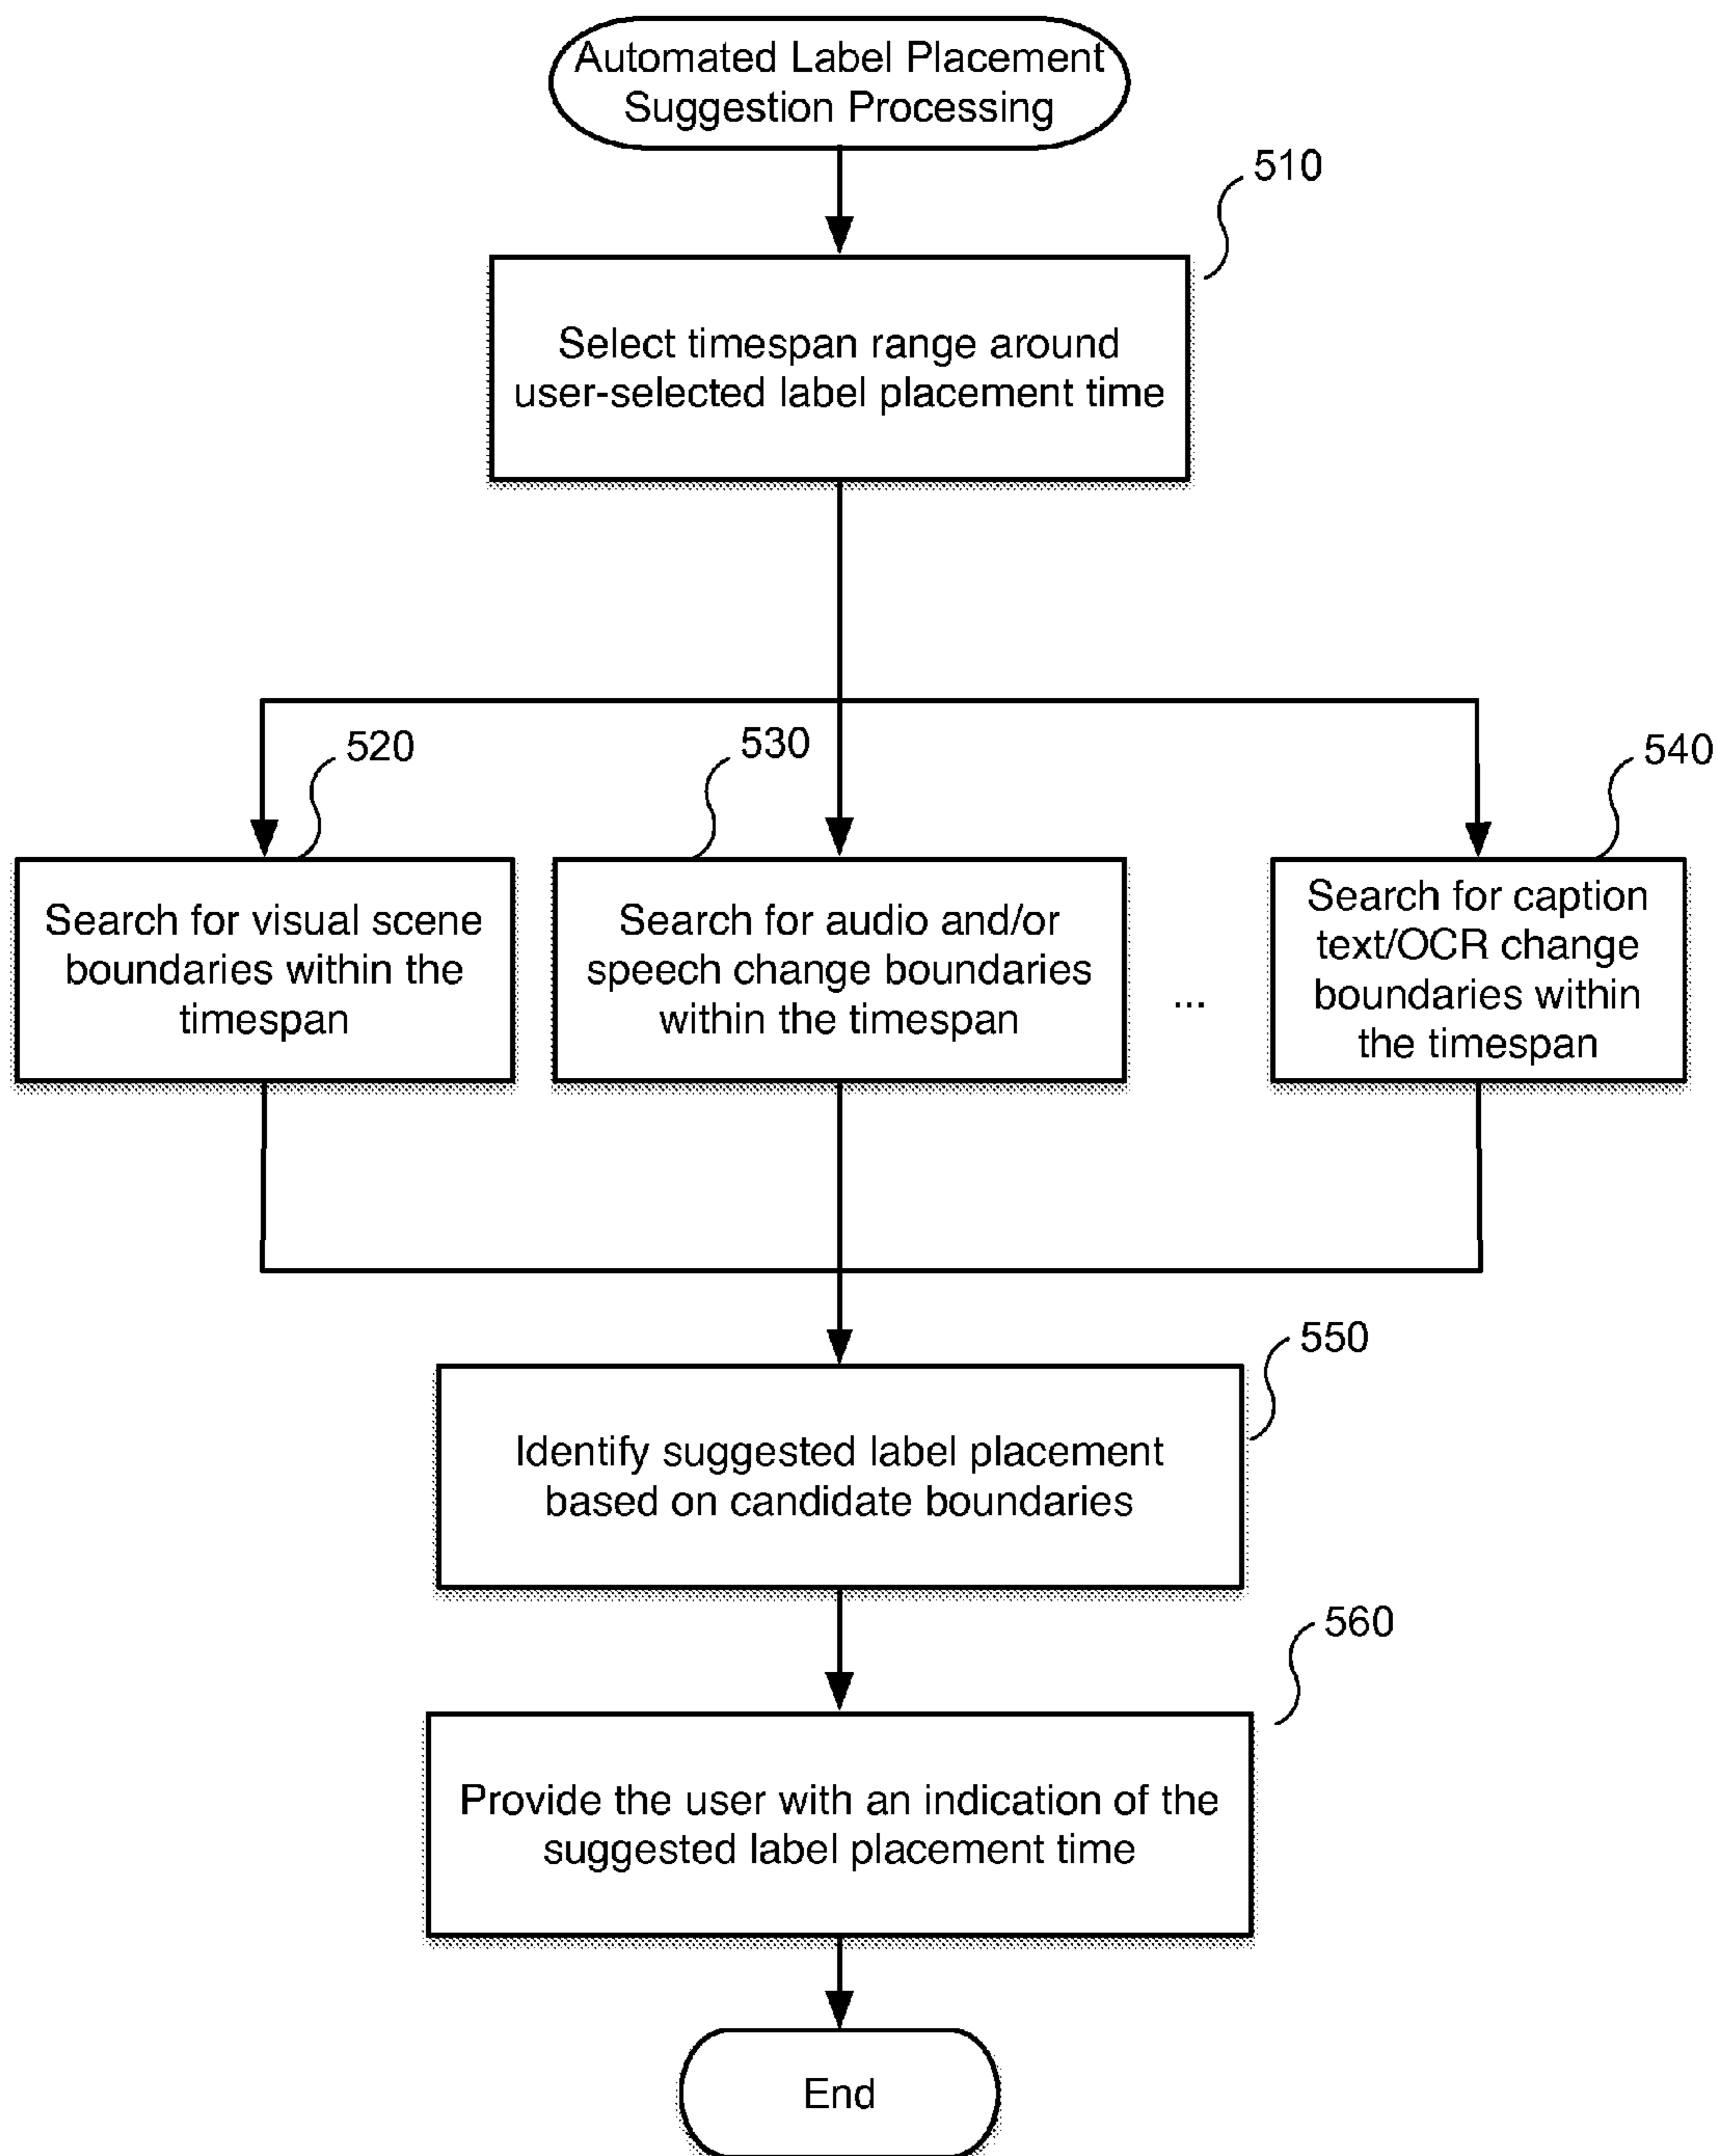 Automated Label Placement
Suggestion Processing
510
Select timespan range around
user-selected label placement time
520
530
540
Search for visual scene
boundaries within the
timespan
Search for audio and/or
speech change boundaries
within the timespan
...
Search for caption
text/OCR change
boundaries within
the timespan
550
Identify suggested label placement
based on candidate boundaries
560
Provide the user with an indication of the
suggested label placement time
End